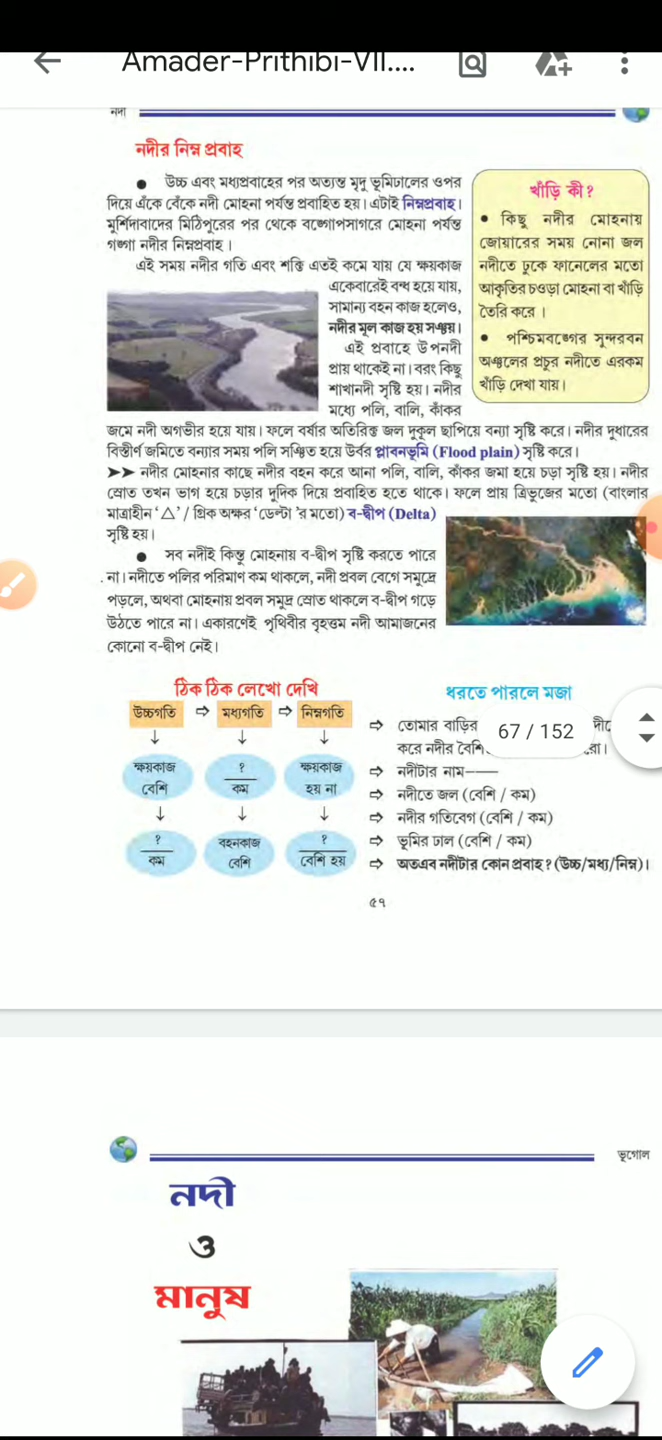 Amader-Prithibi-VII....
নদী
নদীর নিম্ন প্রবাহ
● উচ্চ এবং মধ্যপ্রবাহের পর অত্যন্ত মৃদু ভূমিঢালের ওপর
দিয়ে এঁকে বেঁকে নদী মোহনা পর্যন্ত প্রবাহিত হয়। এটাই নিম্নপ্রবাহ।
মুর্শিদাবাদের মিঠিপুরের পর থেকে বঙ্গোপসাগরে মোহনা পর্যন্ত
গঙ্গা নদীর নিম্নপ্রবাহ।
এই সময় নদীর গতি এবং শক্তি এতই কমে যায় যে ক্ষয়কাজ
একেবারেই বন্ধ হয়ে যায়,
সামান্য বহন কাজ হলেও,
নদীর মূল কাজ হয় সঞ্চয়।
এই প্রবাহে উপনদী
প্রায় থাকেই না। বরং কিছু
শাখানদী সৃষ্টি হয়। নদীর
মধ্যে পলি, বালি, কাঁকর
খাঁড়ি কী?
● কিছু নদীর মোহনায়
জোয়ারের সময় নোনা জল
নদীতে ঢুকে ফানেলের মতো
আকৃতির চওড়া মোহনা বা খাঁড়ি
তৈরি করে।
● পশ্চিমবঙ্গের সুন্দরবন
অঞ্চলের প্রচুর নদীতে এরকম
খাঁড়ি দেখা যায়।
জমে নদী অগভীর হয়ে যায়। ফলে বর্ষার অতিরিক্ত জল দুকূল ছাপিয়ে বন্যা সৃষ্টি করে। নদীর দুধারের
বিস্তীর্ণ জমিতে বন্যার সময় পলি সঞ্চিত হয়ে উর্বর প্লাবনভূমি (Flood plain) সৃষ্টি করে।
➤➤ নদীর মোহনার কাছে নদীর বহন করে আনা পলি, বালি, কাঁকর জমা হয়ে চড়া সৃষ্টি হয়। নদীর
স্রোত তখন ভাগ হয়ে চড়ার দুদিক দিয়ে প্রবাহিত হতে থাকে। ফলে প্রায় ত্রিভুজের মতো (বাংলার
মাত্রাহীন ‘△’ / গ্রিক অক্ষর ‘ডেল্টা’র মতো) ব-দ্বীপ (Delta)
সৃষ্টি হয়।
● সব নদীই কিন্তু মোহনায় ব-দ্বীপ সৃষ্টি করতে পারে
না। নদীতে পলির পরিমাণ কম থাকলে, নদী প্রবল বেগে সমুদ্রে
পড়লে, অথবা মোহনায় প্রবল সমুদ্র স্রোত থাকলে ব-দ্বীপ গড়ে
উঠতে পারে না। একারণেই পৃথিবীর বৃহত্তম নদী আমাজনের
কোনো ব-দ্বীপ নেই।
ঠিক ঠিক লেখো দেখি
উচ্চগতি ⇨ মধ্যগতি ⇨ নিম্নগতি
↓ ↓ ↓
ক্ষয়কাজ বেশি
? কম
ক্ষয়কাজ হয় না
↓ ↓ ↓
? কম
বহনকাজ বেশি
? বেশি হয়
ধরতে পারলে মজা
⇨ তোমার বাড়ির
করে নদীর
⇨ নদীটার নাম——
⇨ নদীতে জল (বেশি / কম)
⇨ নদীর গতিবেগ (বেশি / কম)
⇨ ভূমির ঢাল (বেশি / কম)
⇨ অতএব নদীটার কোন প্রবাহ? (উচ্চ/মধ্য/নিম্ন)।
67 / 152
৫৭
ভূগোল
নদী
ও
মানুষ